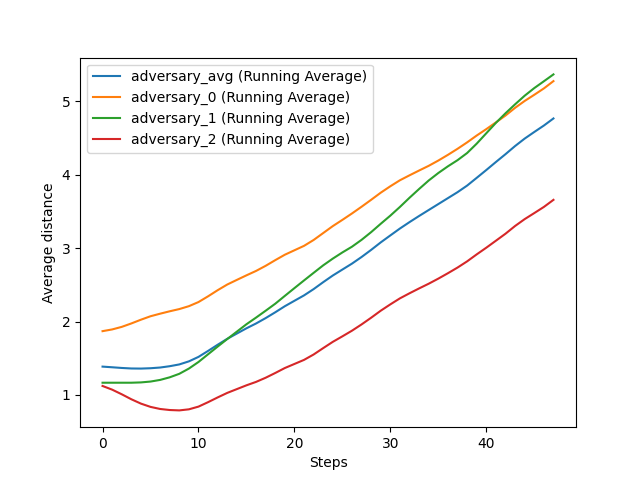 adversary_avg (Running Average)
adversary_0 (Running Average)
adversary_1 (Running Average)
adversary_2 (Running Average)
5
4
3
2
1
Average distance
0
10
20
30
40
Steps